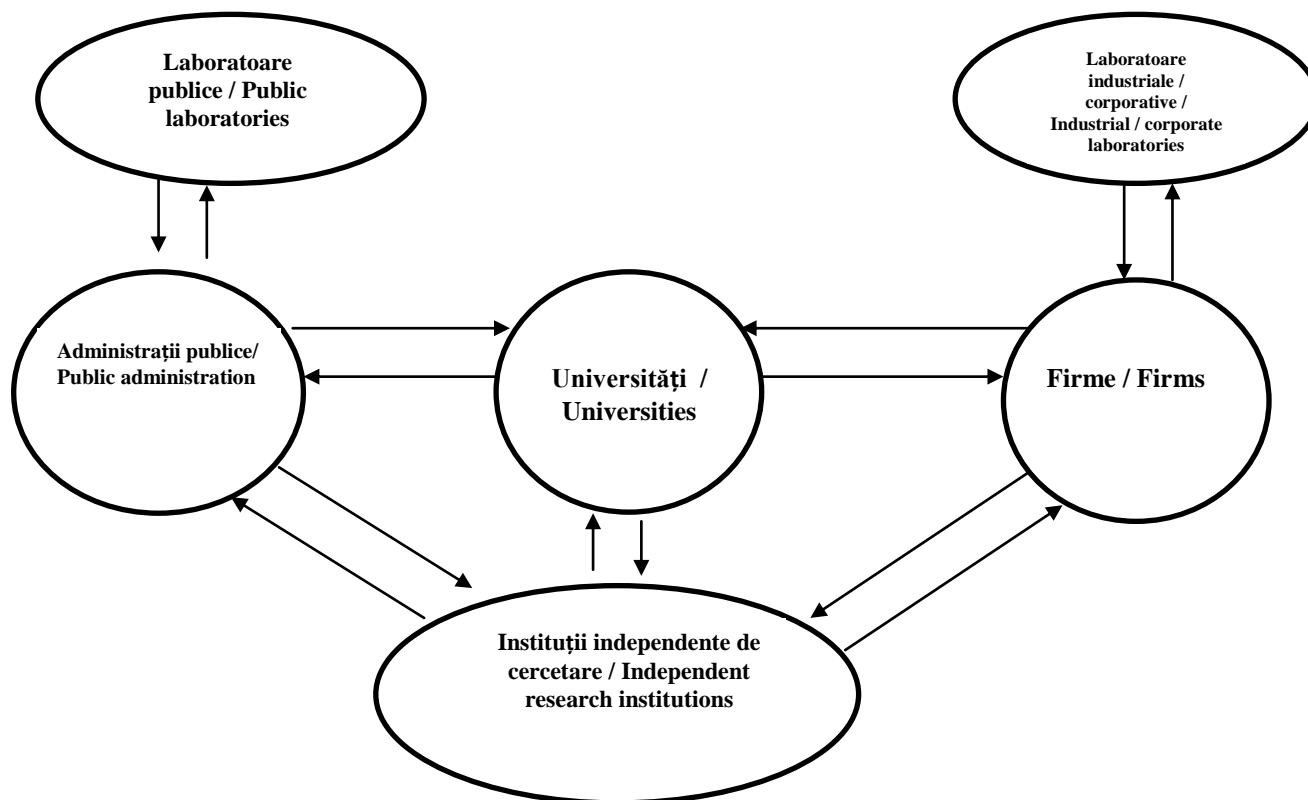 Laboratoare
publice / Public
laboratories
Laboratoare
industriale /
corporative /
Industrial / corporate
laboratories
Administrații publice/
Public administration
Universități /
Universities
Firme / Firms
Instituții independente de
cercetare / Independent
research institutions